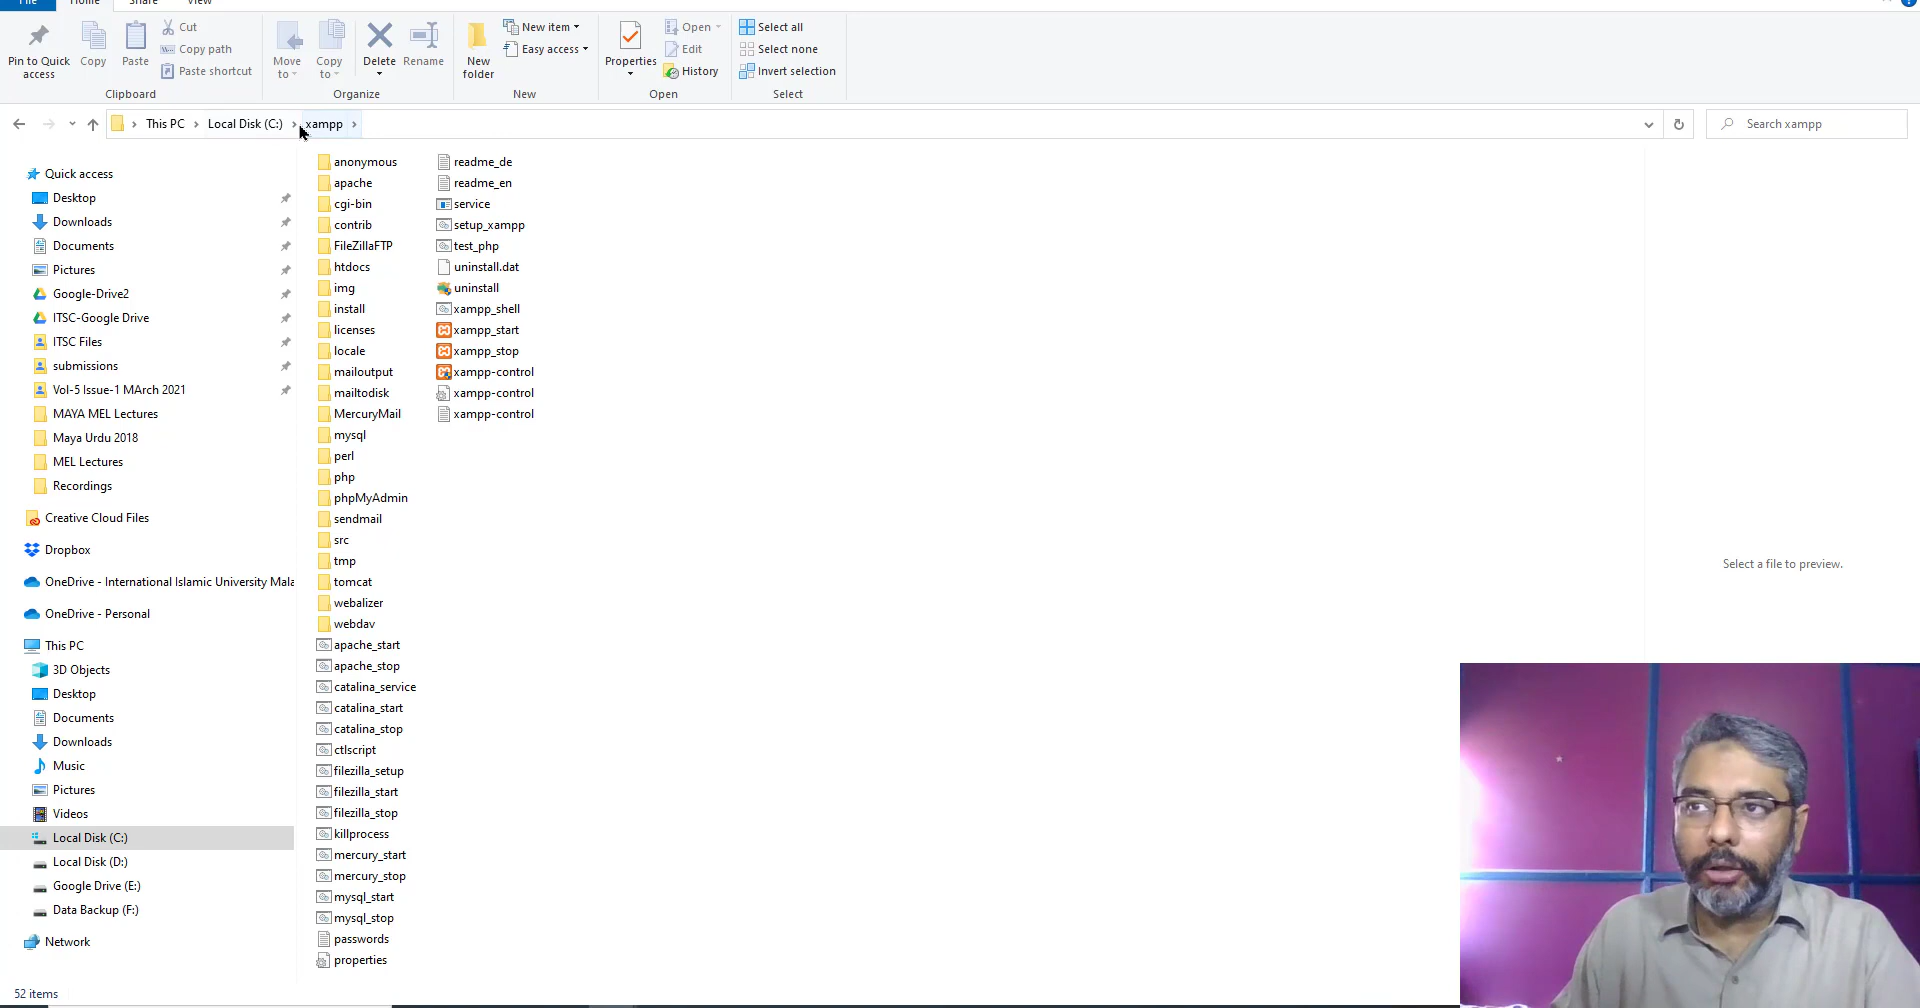 File
Home
Share
View
Pin to Quick access
Copy
Paste
Cut
Copy path
Paste shortcut
Clipboard
Move to
Copy to
Delete
Rename
Organize
New folder
New item
Easy access
New
Properties
Open
Edit
History
Open
Select all
Select none
Invert selection
Select
This PC
Local Disk (C:)
xampp
Search xampp
Quick access
Desktop
Downloads
Documents
Pictures
Google-Drive2
ITSC-Google Drive
ITSC Files
submissions
Vol-5 Issue-1 MArch 2021
MAYA MEL Lectures
Maya Urdu 2018
MEL Lectures
Recordings
Creative Cloud Files
Dropbox
OneDrive - International Islamic University Mala
OneDrive - Personal
This PC
3D Objects
Desktop
Documents
Downloads
Music
Pictures
Videos
Local Disk (C:)
Local Disk (D:)
Google Drive (E:)
Data Backup (F:)
Network
anonymous
apache
cgi-bin
contrib
FileZillaFTP
htdocs
img
install
licenses
locale
mailoutput
mailtodisk
MercuryMail
mysql
perl
php
phpMyAdmin
sendmail
src
tmp
tomcat
webalizer
webdav
apache_start
apache_stop
catalina_service
catalina_start
catalina_stop
ctlscript
filezilla_setup
filezilla_start
filezilla_stop
killprocess
mercury_start
mercury_stop
mysql_start
mysql_stop
passwords
properties
readme_de
readme_en
service
setup_xampp
test_php
uninstall.dat
uninstall
xampp_shell
xampp_start
xampp_stop
xampp-control
xampp-control
xampp-control
Select a file to preview.
52 items